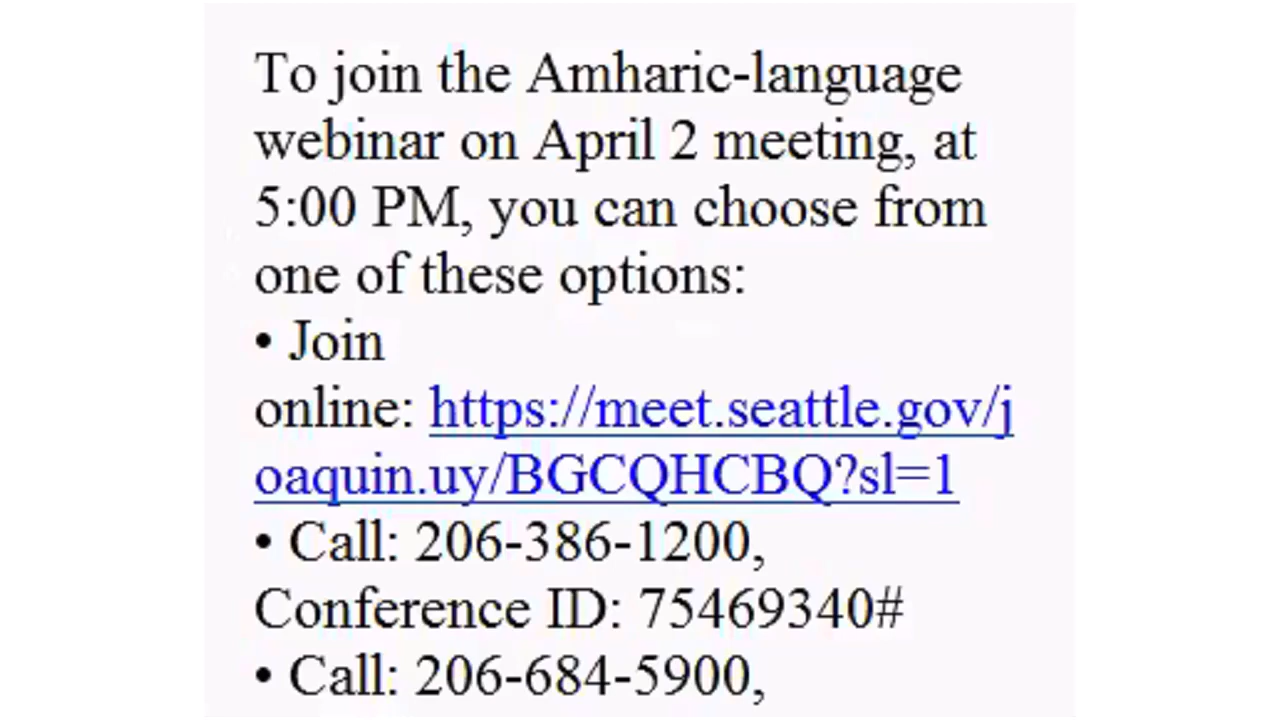 To join the Amharic-language
webinar on April 2 meeting, at
5:00 PM, you can choose from
one of these options:
• Join
online: https://meet.seattle.gov/j
oaquin.uy/BGCQHCBQ?sl=1
• Call: 206-386-1200,
Conference ID: 75469340#
• Call: 206-684-5900,